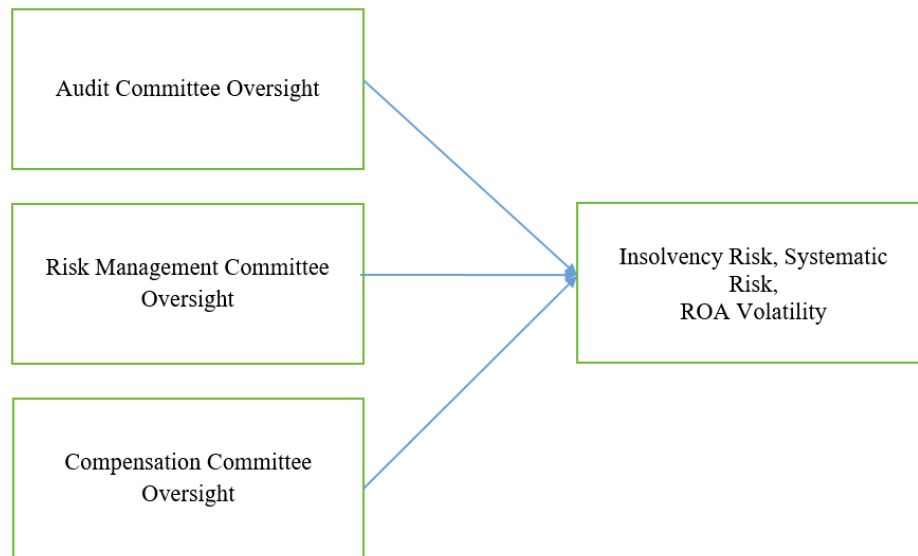 Audit Committee Oversight
Risk Management Committee
Oversight
Insolvency Risk, Systematic
Risk,
ROA Volatility
Compensation Committee
Oversight